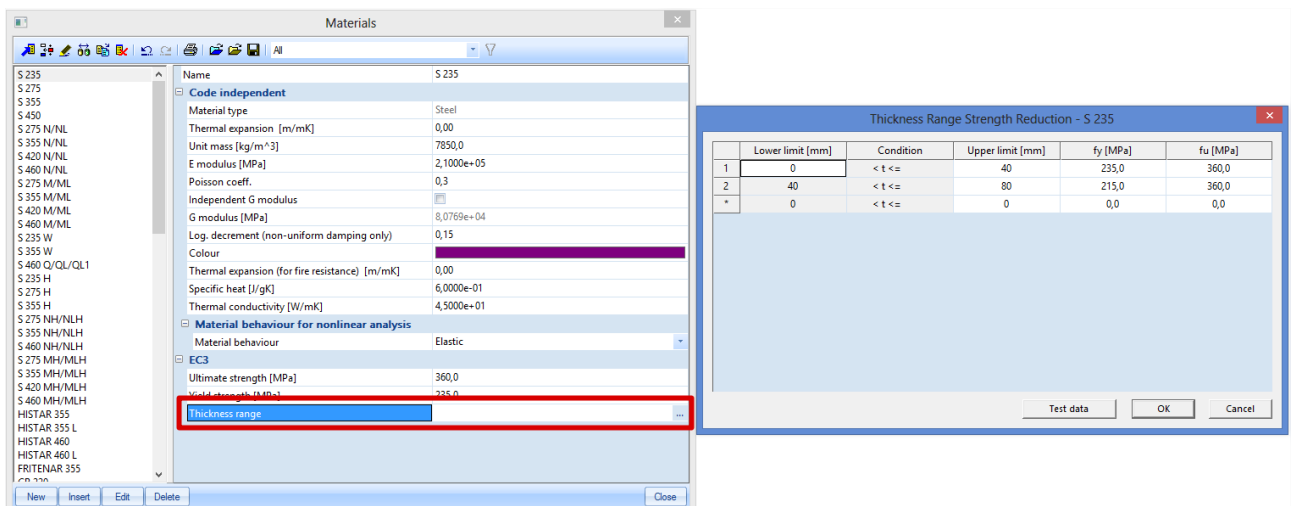 Materials
All
S 235
S 275
S 355
S 450
S 275 N/NL
S 355 N/NL
S 420 N/NL
S 460 N/NL
S 275 M/ML
S 355 M/ML
S 420 M/ML
S 460 M/ML
S 235 W
S 355 W
S 460 Q/QL/QL1
S 235 H
S 275 H
S 355 H
S 275 NH/NLH
S 355 NH/NLH
S 460 NH/NLH
S 275 MH/MLH
S 355 MH/MLH
S 420 MH/MLH
S 460 MH/MLH
HISTAR 355
HISTAR 355 L
HISTAR 460
HISTAR 460 L
FRITENAR 355
Name S 235
Code independent
Material type Steel
Thermal expansion [m/mK] 0,00
Unit mass [kg/m^3] 7850,0
E modulus [MPa] 2,1000e+05
Poisson coeff. 0,3
Independent G modulus
G modulus [MPa] 8,0769e+04
Log. decrement (non-uniform damping only) 0,15
Colour
Thermal expansion (for fire resistance) [m/mK] 0,00
Specific heat [J/gK] 6,0000e-01
Thermal conductivity [W/mK] 4,5000e+01
Material behaviour for nonlinear analysis
Material behaviour Elastic
EC3
Ultimate strength [MPa] 360,0
Yield strength [MPa] 235,0
Thickness range ...
New Insert Edit Delete Close
Thickness Range Strength Reduction - S 235
Lower limit [mm] Condition Upper limit [mm] fy [MPa] fu [MPa]
1 0 < t <= 40 235,0 360,0
2 40 < t <= 80 215,0 360,0
* 0 < t <= 0 0,0 0,0
Test data OK Cancel